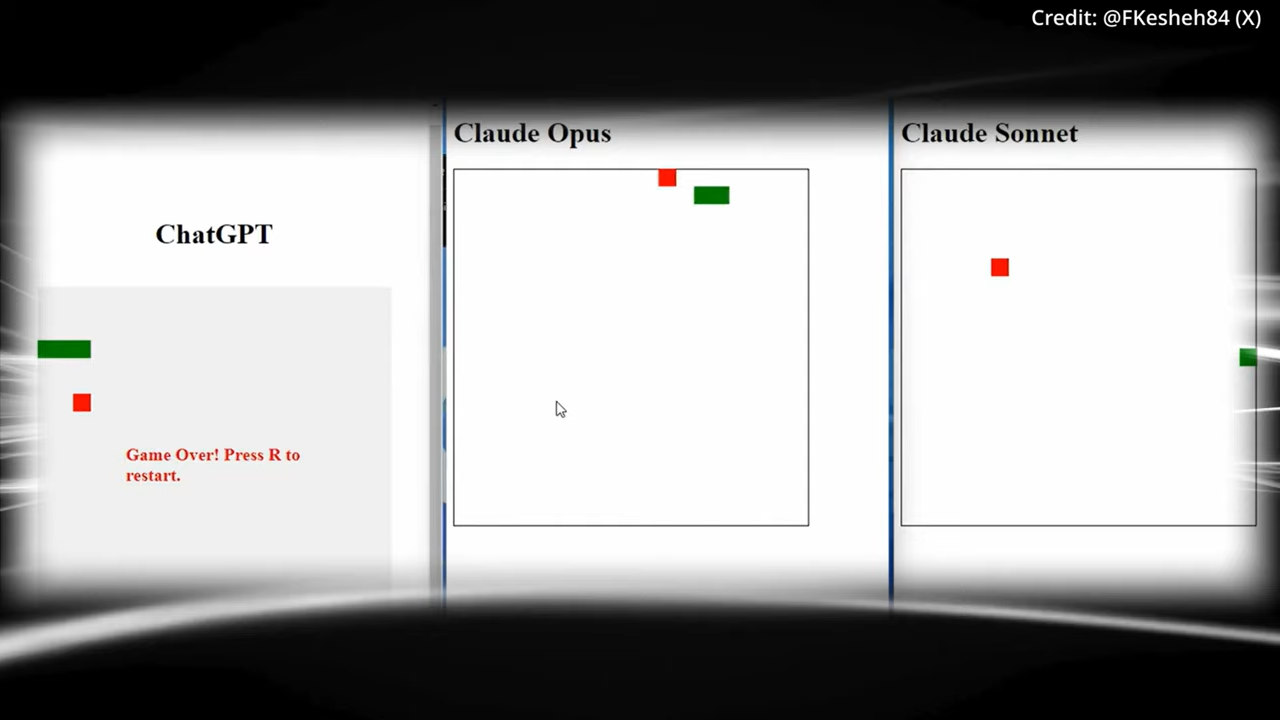 Credit: @FKesheh84 (X)
ChatGPT
Game Over! Press R to
restart.
Claude Opus
Claude Sonnet